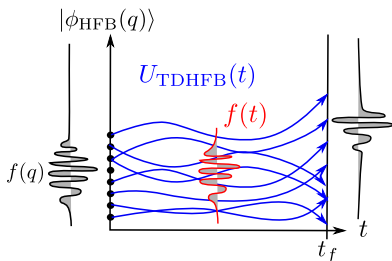 |ϕ_HFB(q)⟩
U_TDHFB(t)
f(t)
f(q)
t
t_f